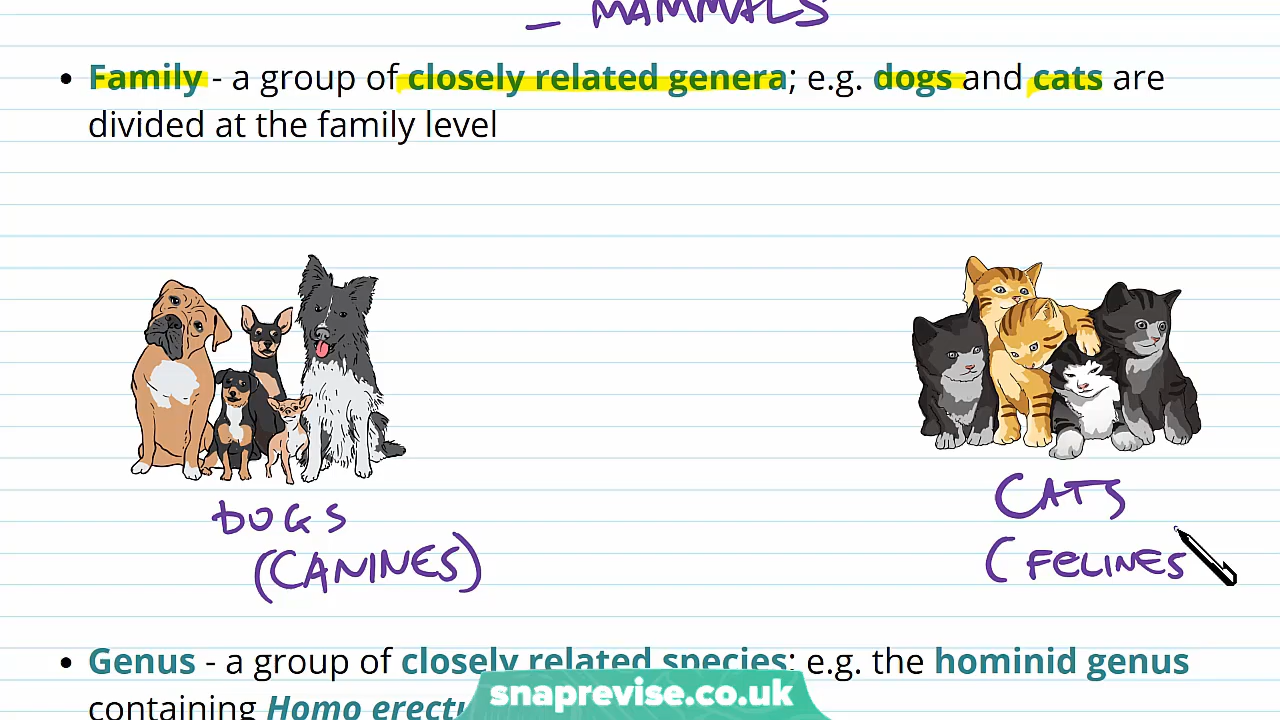 – MAMMALS
• Family - a group of closely related genera; e.g. dogs and cats are
divided at the family level
DOGS
(CANINES)
CATS
(FELINES
• Genus - a group of closely related species; e.g. the hominid genus
containing Homo
snaprevise.co.uk